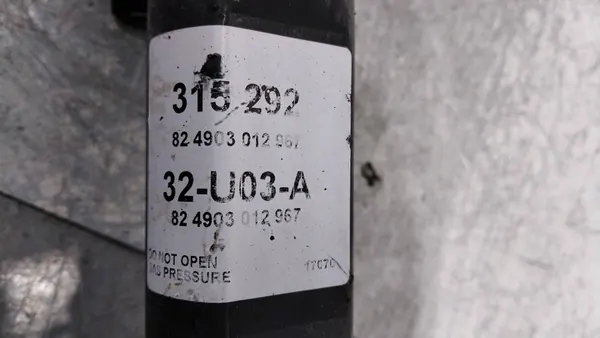 315 292
82 4903 012 967
32-U03-A
82 4903 012 967
DO NOT OPEN
GAS PRESSURE
17070